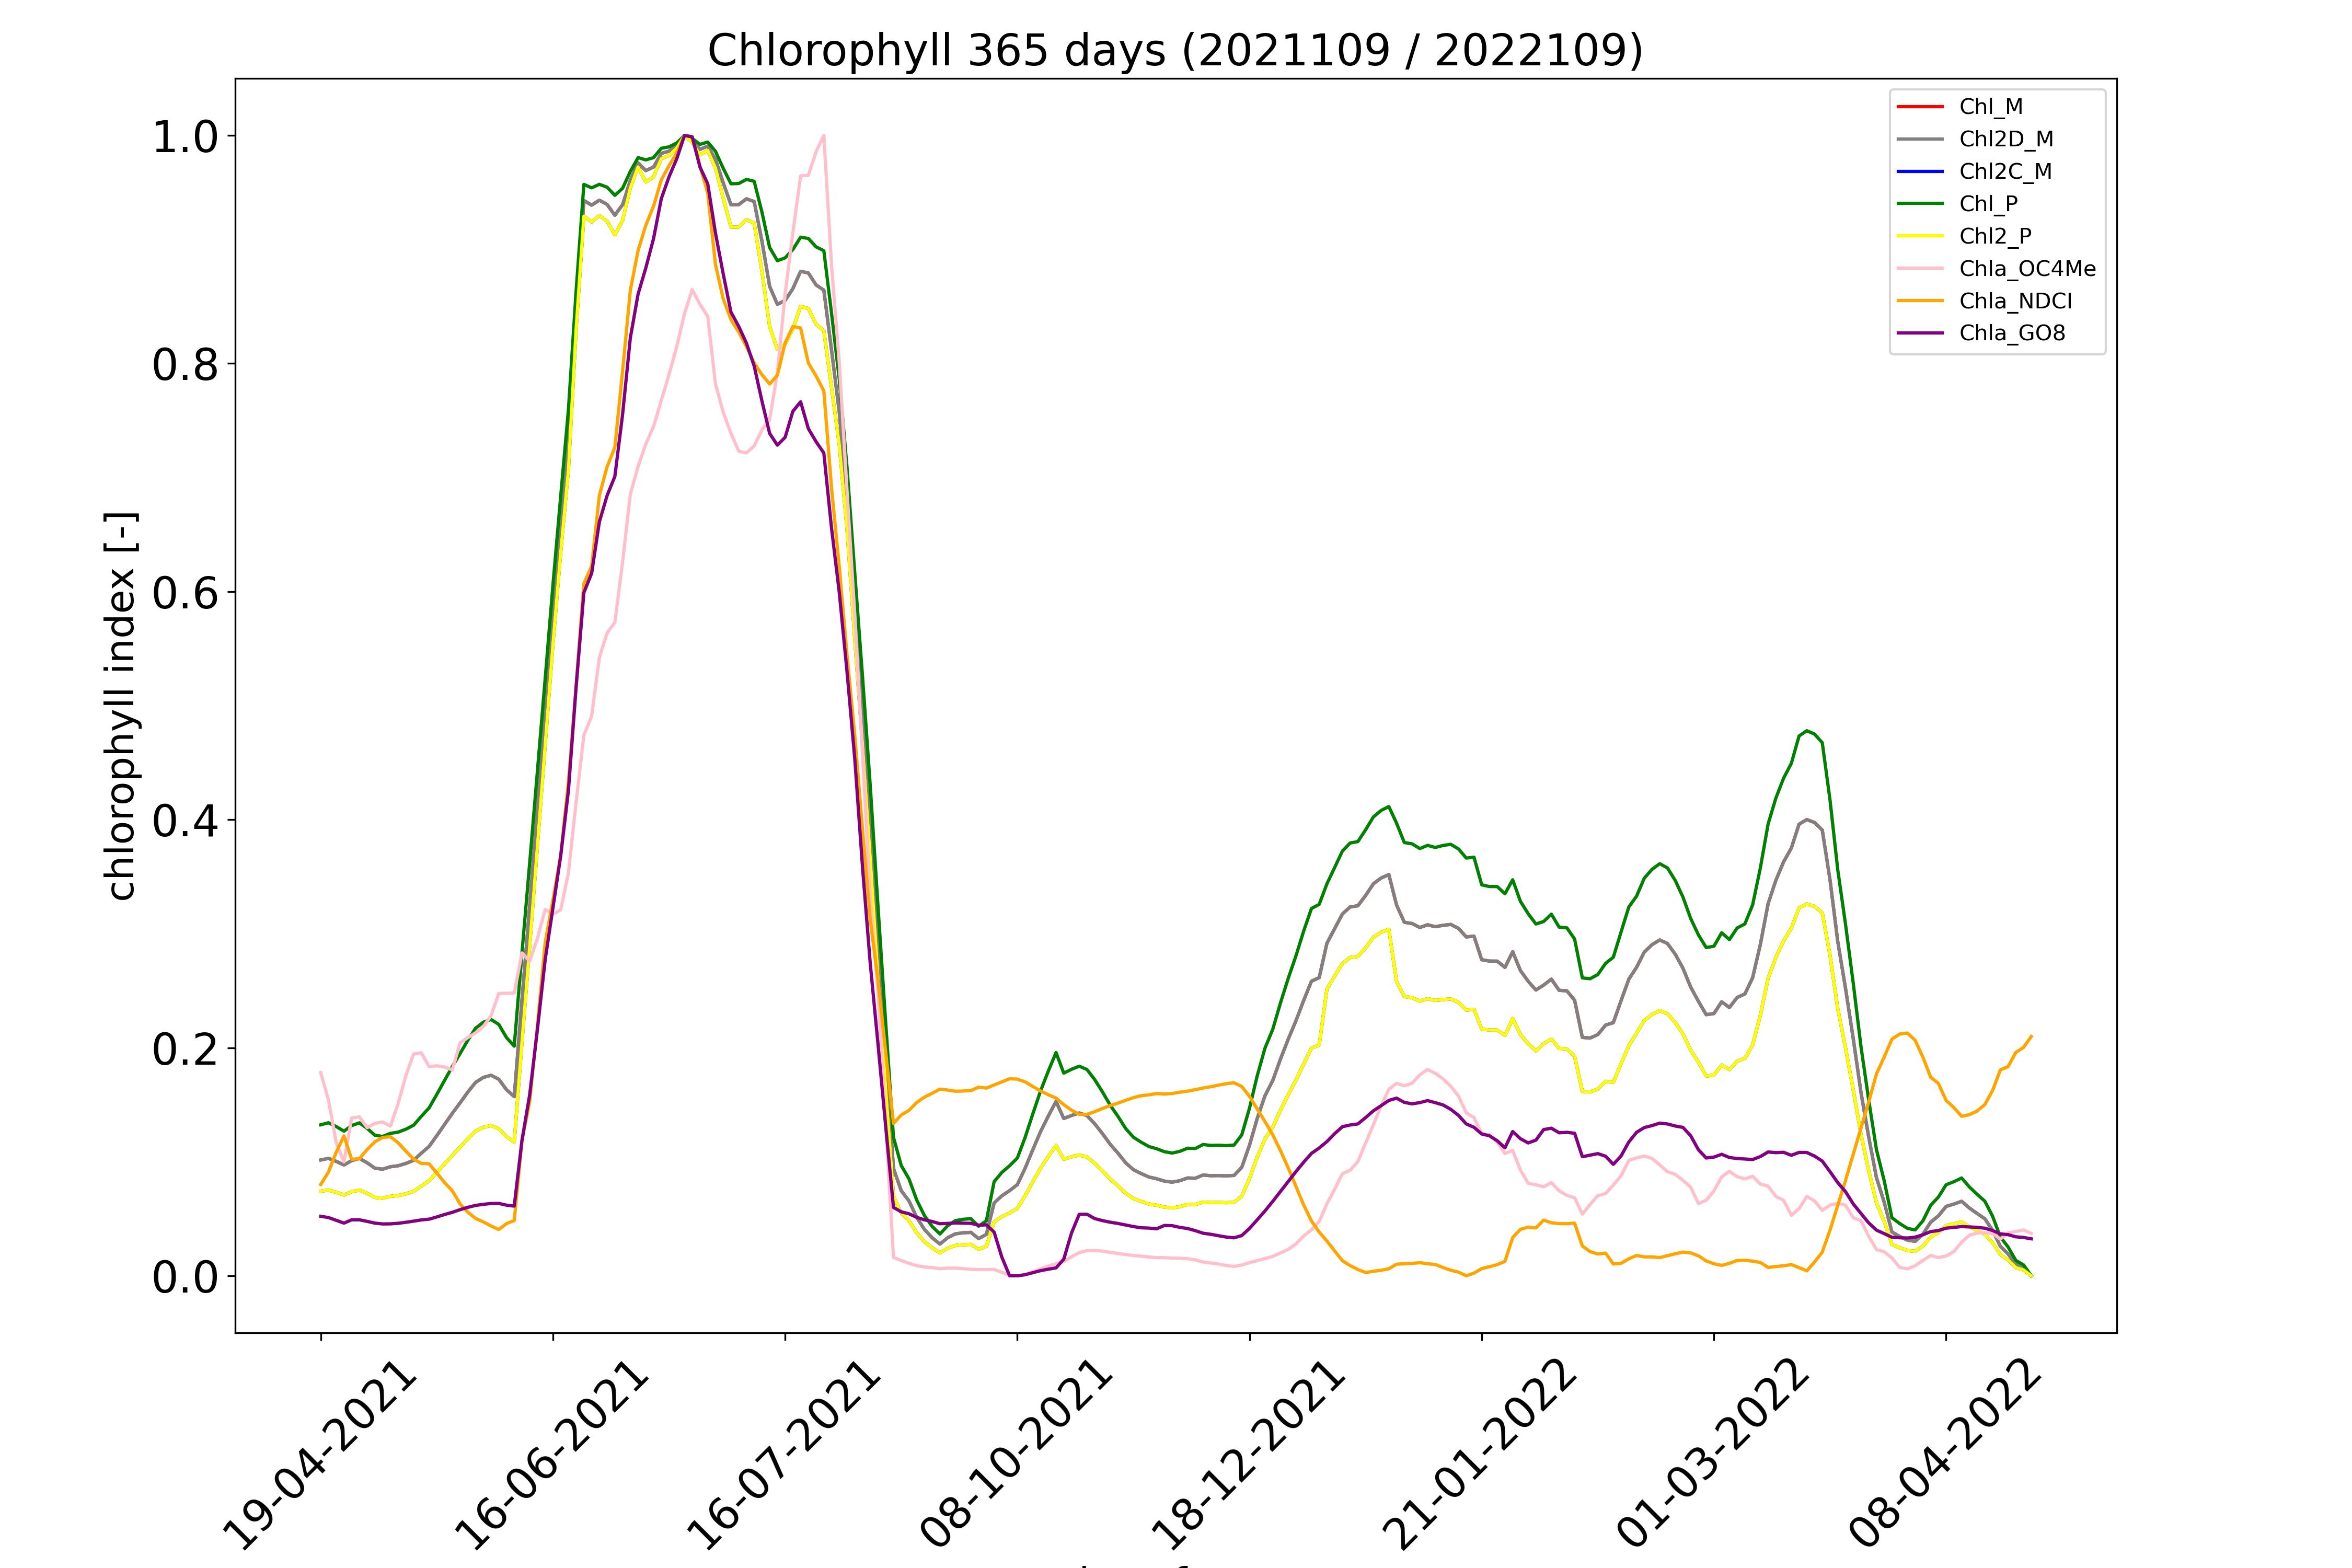 Chlorophyll 365 days (2021109 / 2022109)
chlorophyll index [-]
1.0
0.8
0.6
0.4
0.2
0.0
Chl_M
Chl2D_M
Chl2C_M
Chl_P
Chl2_P
Chla_OC4Me
Chla_NDCI
Chla_GO8
19-04-2021
16-06-2021
16-07-2021
08-10-2021
18-12-2021
21-01-2022
01-03-2022
08-04-2022